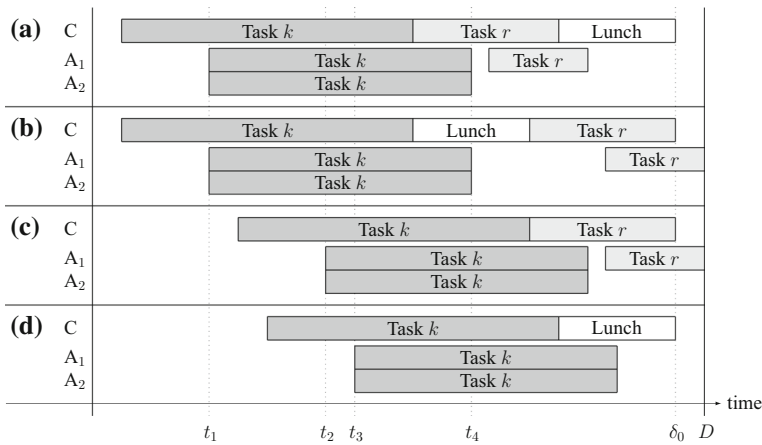 (a) C Task k Task r Lunch
A₁ Task k Task r
A₂ Task k
(b) C Task k Lunch Task r
A₁ Task k Task r
A₂ Task k
(c) C Task k Task r
A₁ Task k Task r
A₂ Task k
(d) C Task k Lunch
A₁ Task k
A₂ Task k
time
t₁ t₂ t₃ t₄ δ₀ D